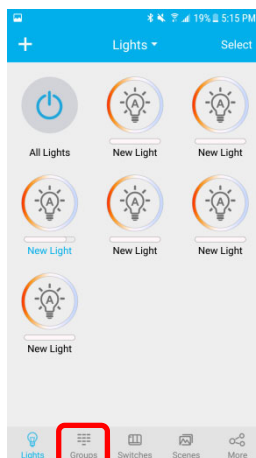 19% 5:15 PM
+ Lights Select
All Lights New Light New Light
A A
New Light New Light New Light
A A A
New Light
A
Lights Groups Switches Scenes More